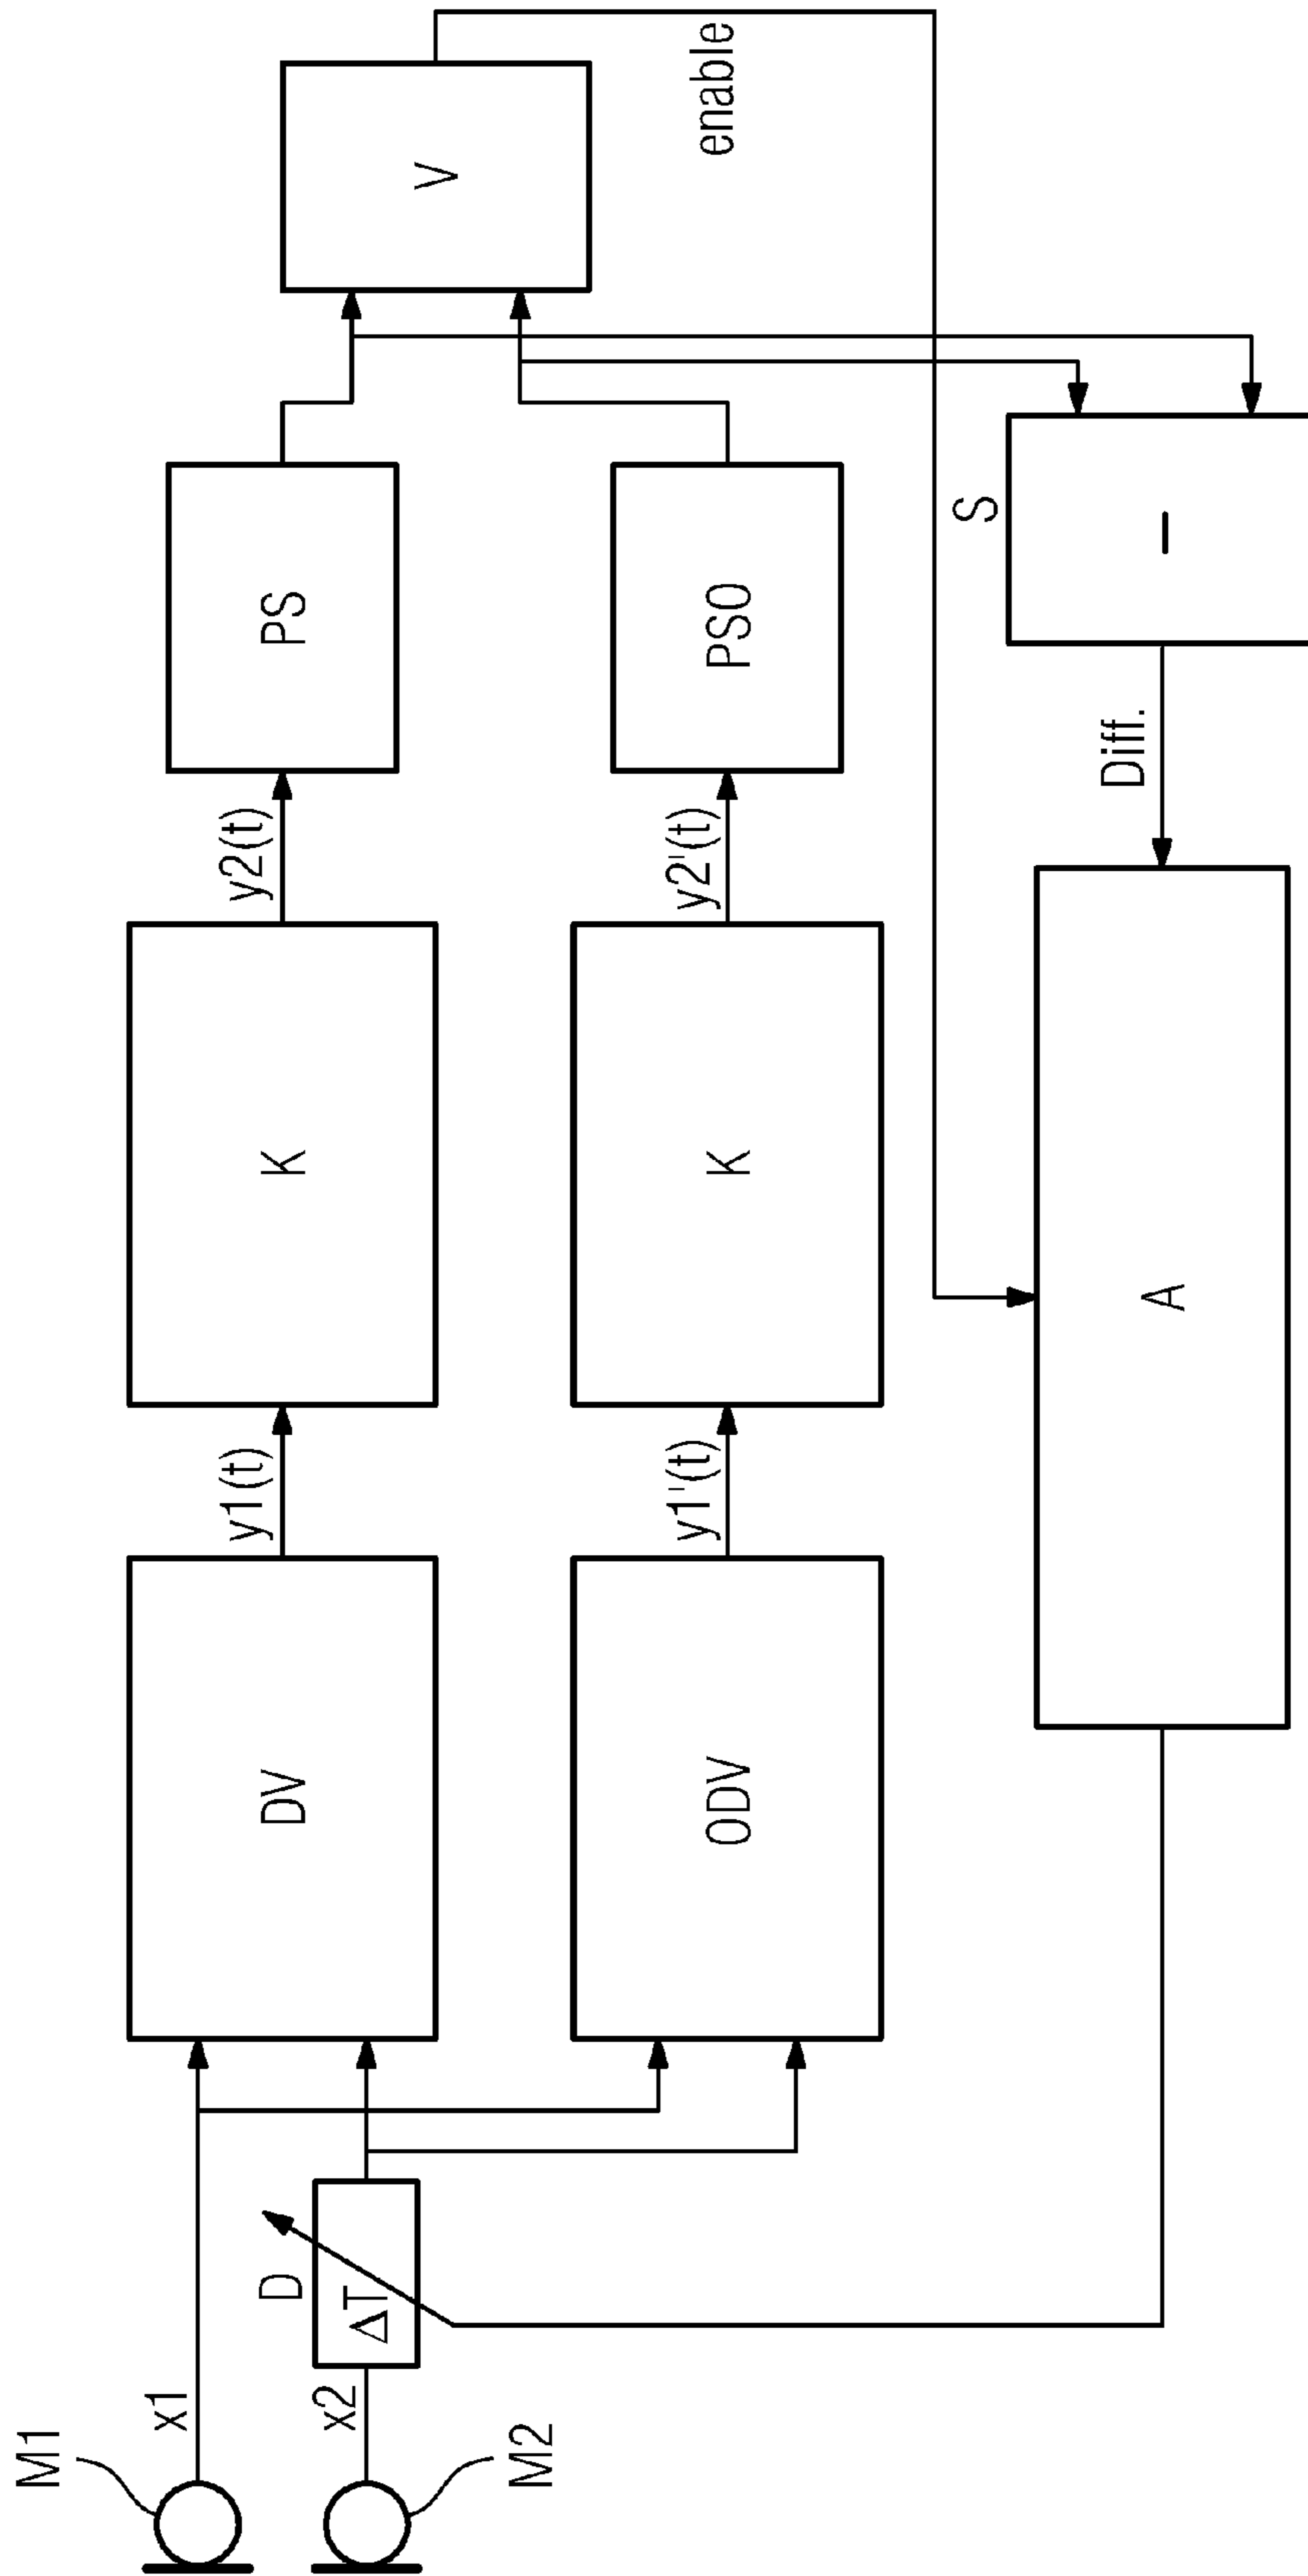 M1
x1
D
ΔT
x2
M2
DV
y1(t)
K
y2(t)
PS
V
ODV
y1'(t)
K
y2'(t)
PSO
enable
A
Diff.
S
–